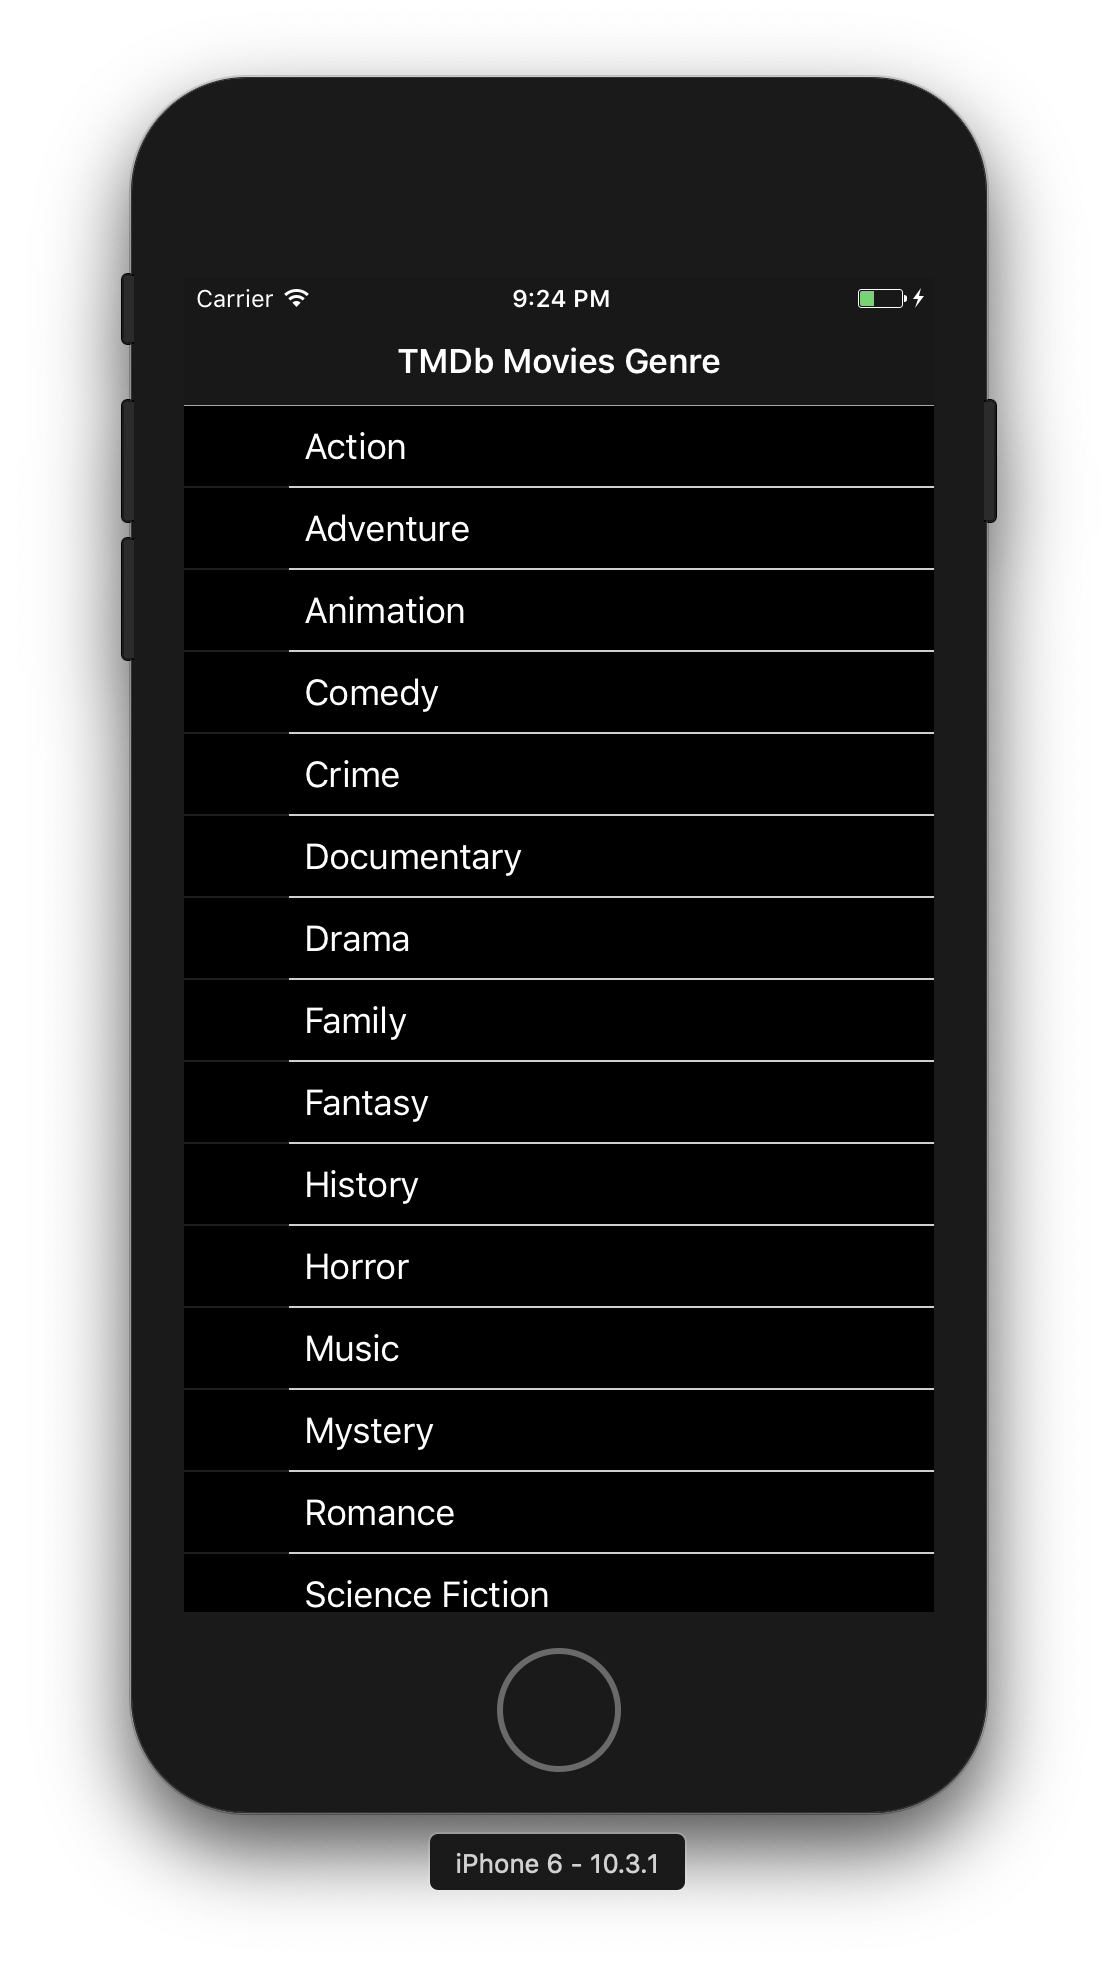 Carrier 9:24 PM
TMDb Movies Genre
Action
Adventure
Animation
Comedy
Crime
Documentary
Drama
Family
Fantasy
History
Horror
Music
Mystery
Romance
Science Fiction
iPhone 6 - 10.3.1